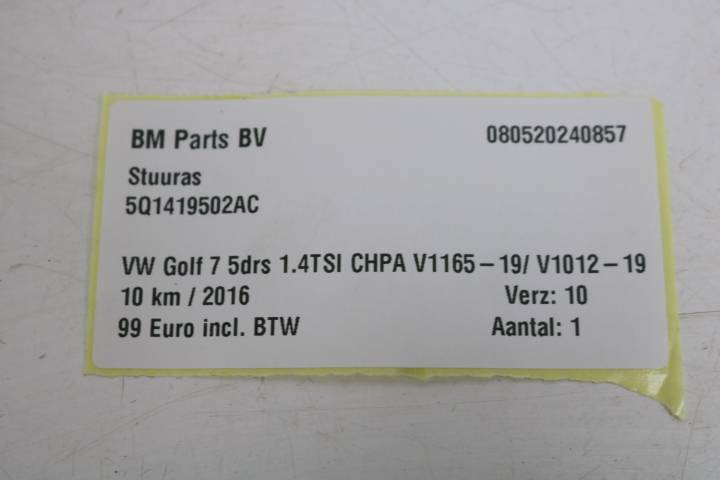 BM Parts BV 080520240857
Stuuras
5Q1419502AC
VW Golf 7 5drs 1.4TSI CHPA V1165-19/ V1012-19
10 km / 2016 Verz: 10
99 Euro incl. BTW Aantal: 1